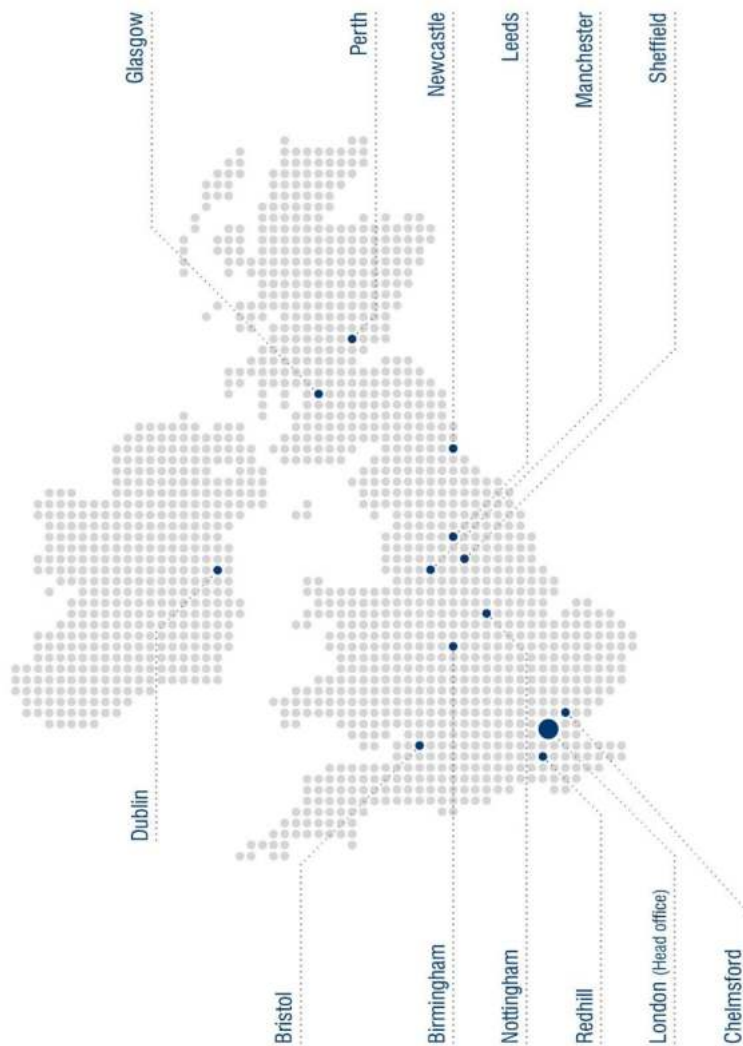 Glasgow
Perth
Newcastle
Leeds
Manchester
Sheffield
Dublin
Bristol
Birmingham
Nottingham
Redhill
London (Head office)
Chelmsford